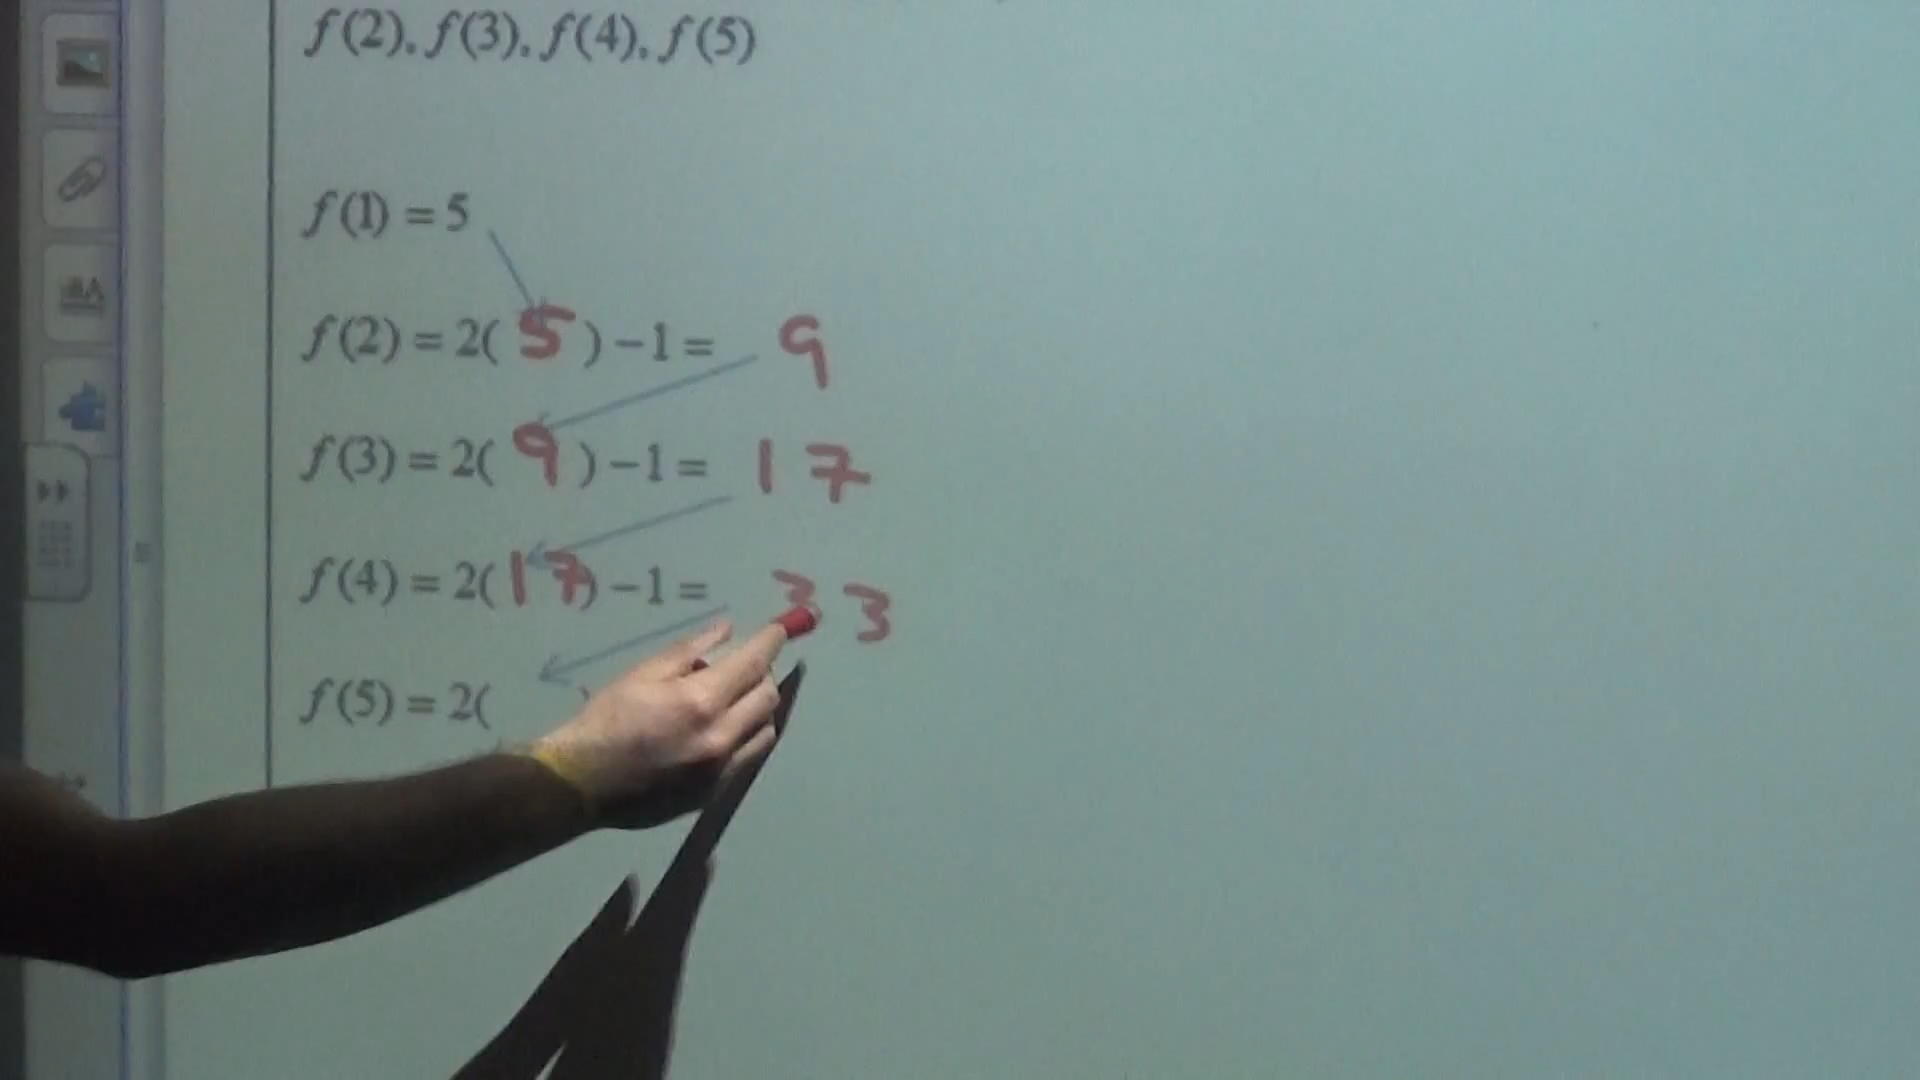 f(2), f(3), f(4), f(5)
f(1) = 5
f(2) = 2( 5 ) − 1 = 9
f(3) = 2( 9 ) − 1 = 17
f(4) = 2( 17 ) − 1 = 33
f(5) = 2(